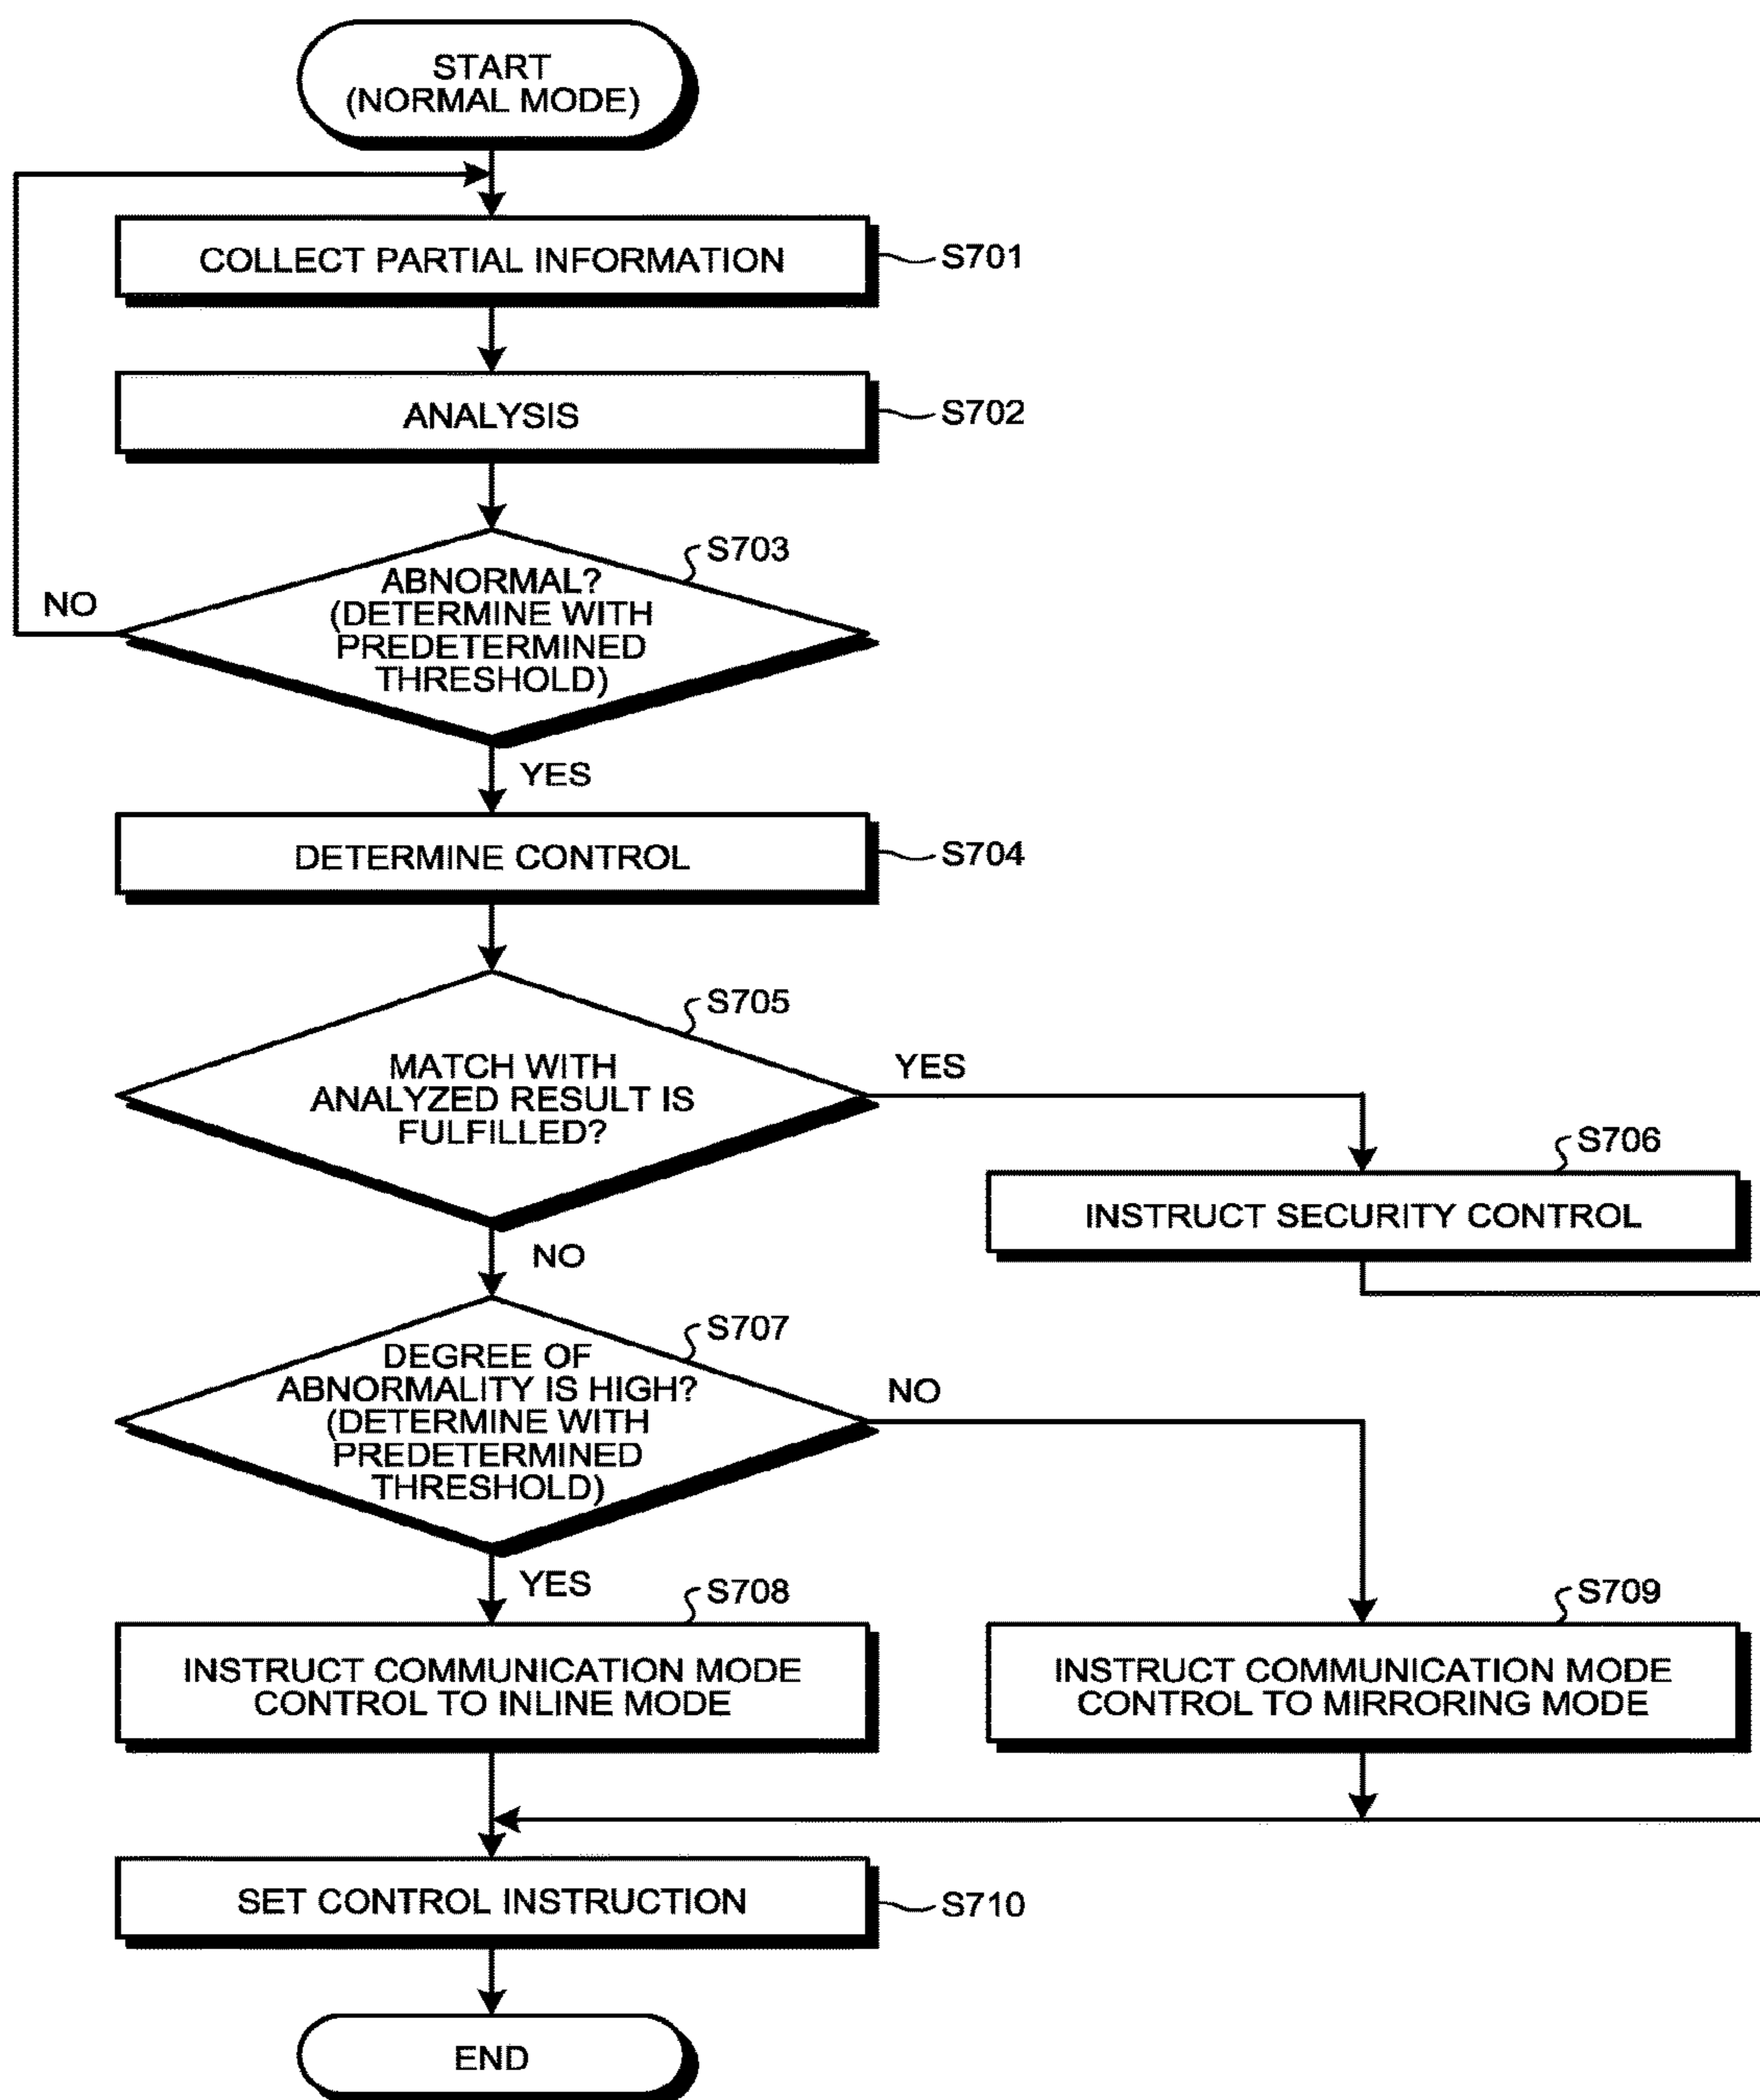 START
(NORMAL MODE)
COLLECT PARTIAL INFORMATION
S701
ANALYSIS
S702
S703
ABNORMAL?
(DETERMINE WITH
PREDETERMINED
THRESHOLD)
NO
YES
DETERMINE CONTROL
S704
S705
MATCH WITH
ANALYZED RESULT IS
FULFILLED?
YES
S706
INSTRUCT SECURITY CONTROL
NO
S707
DEGREE OF
ABNORMALITY IS HIGH?
(DETERMINE WITH
PREDETERMINED
THRESHOLD)
NO
YES
S708
INSTRUCT COMMUNICATION MODE
CONTROL TO INLINE MODE
S709
INSTRUCT COMMUNICATION MODE
CONTROL TO MIRRORING MODE
SET CONTROL INSTRUCTION
S710
END